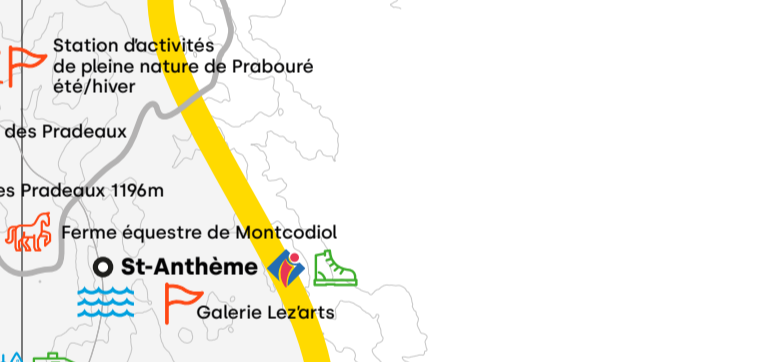 Station d'activités
de pleine nature de Prabouré
été/hiver
des Pradeaux
es Pradeaux 1196m
Ferme équestre de Montcodiol
St-Anthème
Galerie Lez'arts